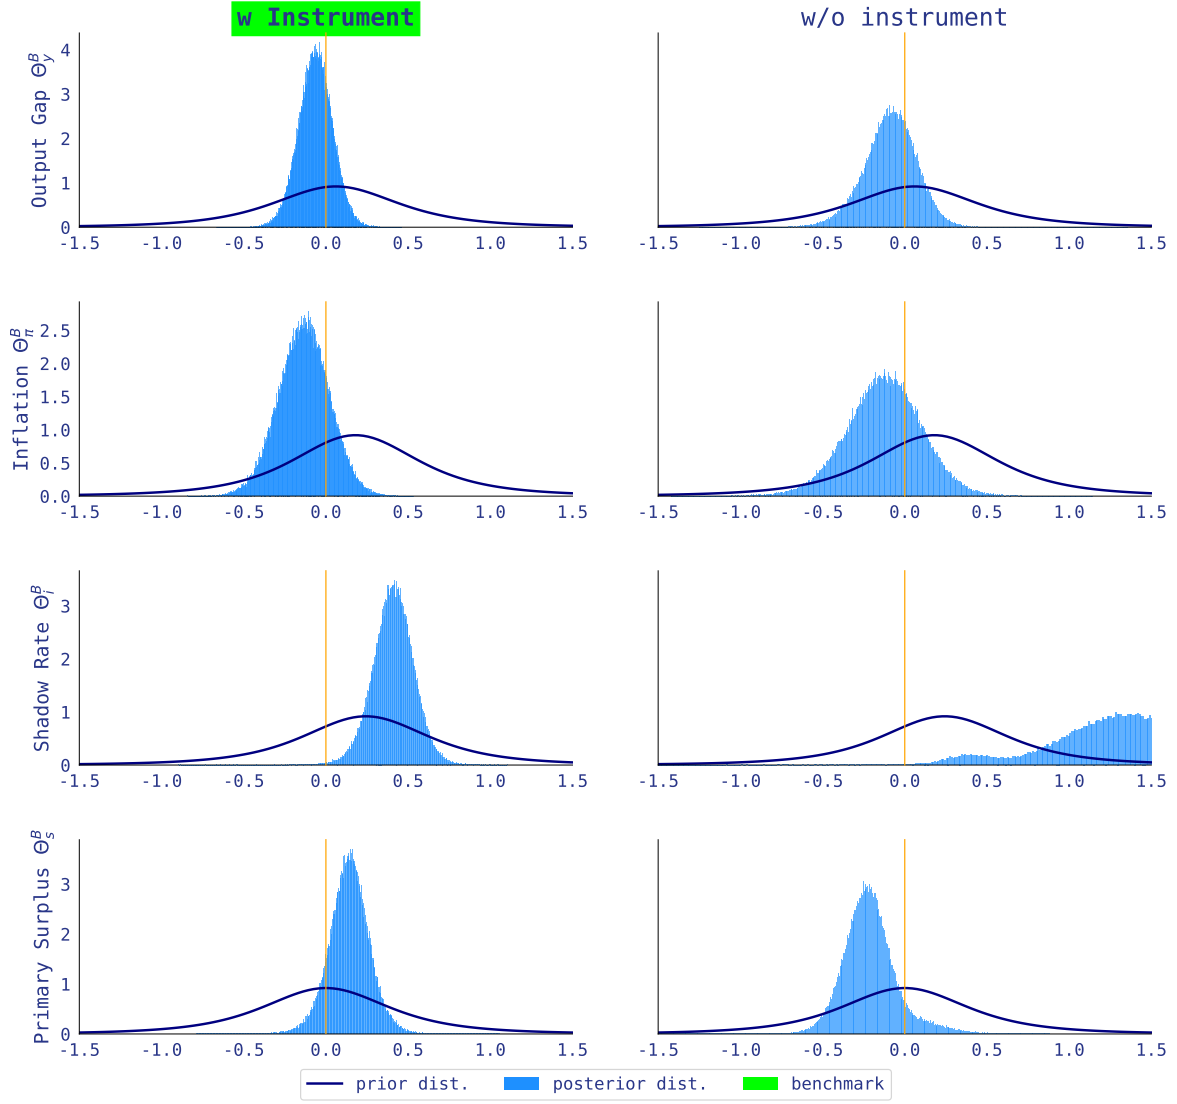 w Instrument
w/o instrument
Output Gap Θ_y^B
4
3
2
1
0
-1.5 -1.0 -0.5 0.0 0.5 1.0 1.5
-1.5 -1.0 -0.5 0.0 0.5 1.0 1.5
Inflation Θ_π^B
2.5
2.0
1.5
1.0
0.5
0.0
-1.5 -1.0 -0.5 0.0 0.5 1.0 1.5
-1.5 -1.0 -0.5 0.0 0.5 1.0 1.5
Shadow Rate Θ_i^B
3
2
1
0
-1.5 -1.0 -0.5 0.0 0.5 1.0 1.5
-1.5 -1.0 -0.5 0.0 0.5 1.0 1.5
Primary Surplus Θ_s^B
3
2
1
0
-1.5 -1.0 -0.5 0.0 0.5 1.0 1.5
-1.5 -1.0 -0.5 0.0 0.5 1.0 1.5
prior dist. posterior dist. benchmark